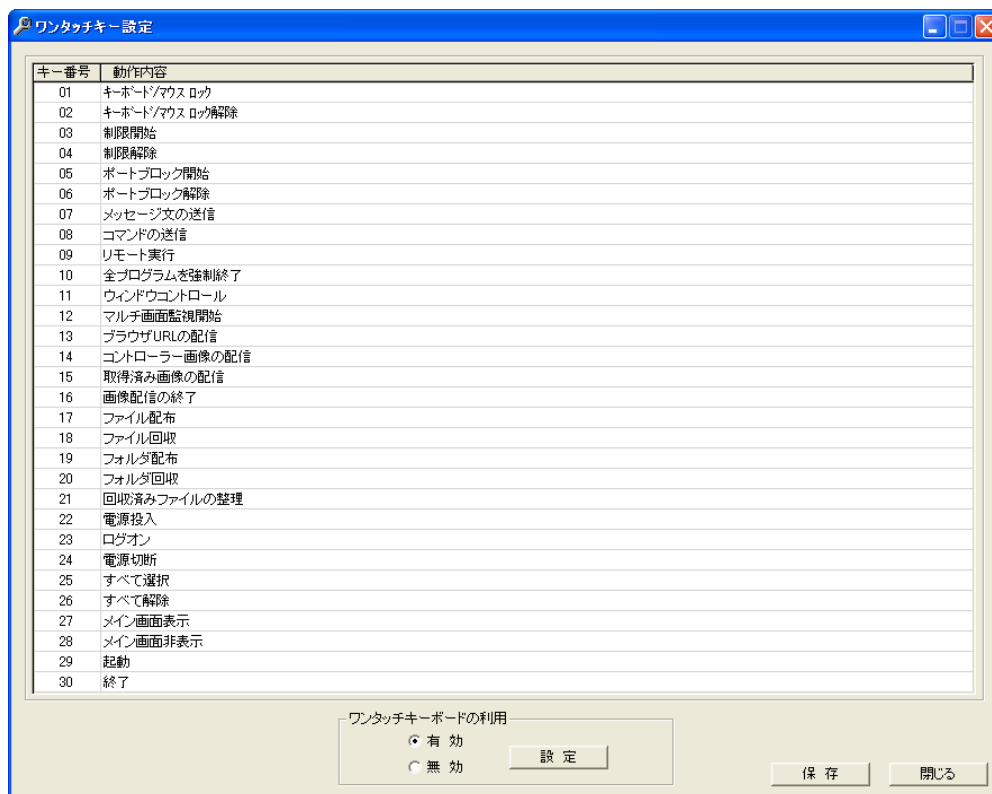 ワンタッチキー設定
キー番号 動作内容
01 ｷｰﾎﾞｰﾄﾞ/ﾏｳｽ ﾛｯｸ
02 ｷｰﾎﾞｰﾄﾞ/ﾏｳｽ ﾛｯｸ解除
03 制限開始
04 制限解除
05 ポートブロック開始
06 ポートブロック解除
07 メッセージ文の送信
08 コマンドの送信
09 リモート実行
10 全プログラムを強制終了
11 ウィンドウコントロール
12 マルチ画面監視開始
13 ブラウザURLの配信
14 コントローラー画像の配信
15 取得済み画像の配信
16 画像配信の終了
17 ファイル配布
18 ファイル回収
19 フォルダ配布
20 フォルダ回収
21 回収済みファイルの整理
22 電源投入
23 ログオン
24 電源切断
25 すべて選択
26 すべて解除
27 メイン画面表示
28 メイン画面非表示
29 起動
30 終了
ワンタッチキーボードの利用
有 効
設 定
無 効
保 存 閉じる